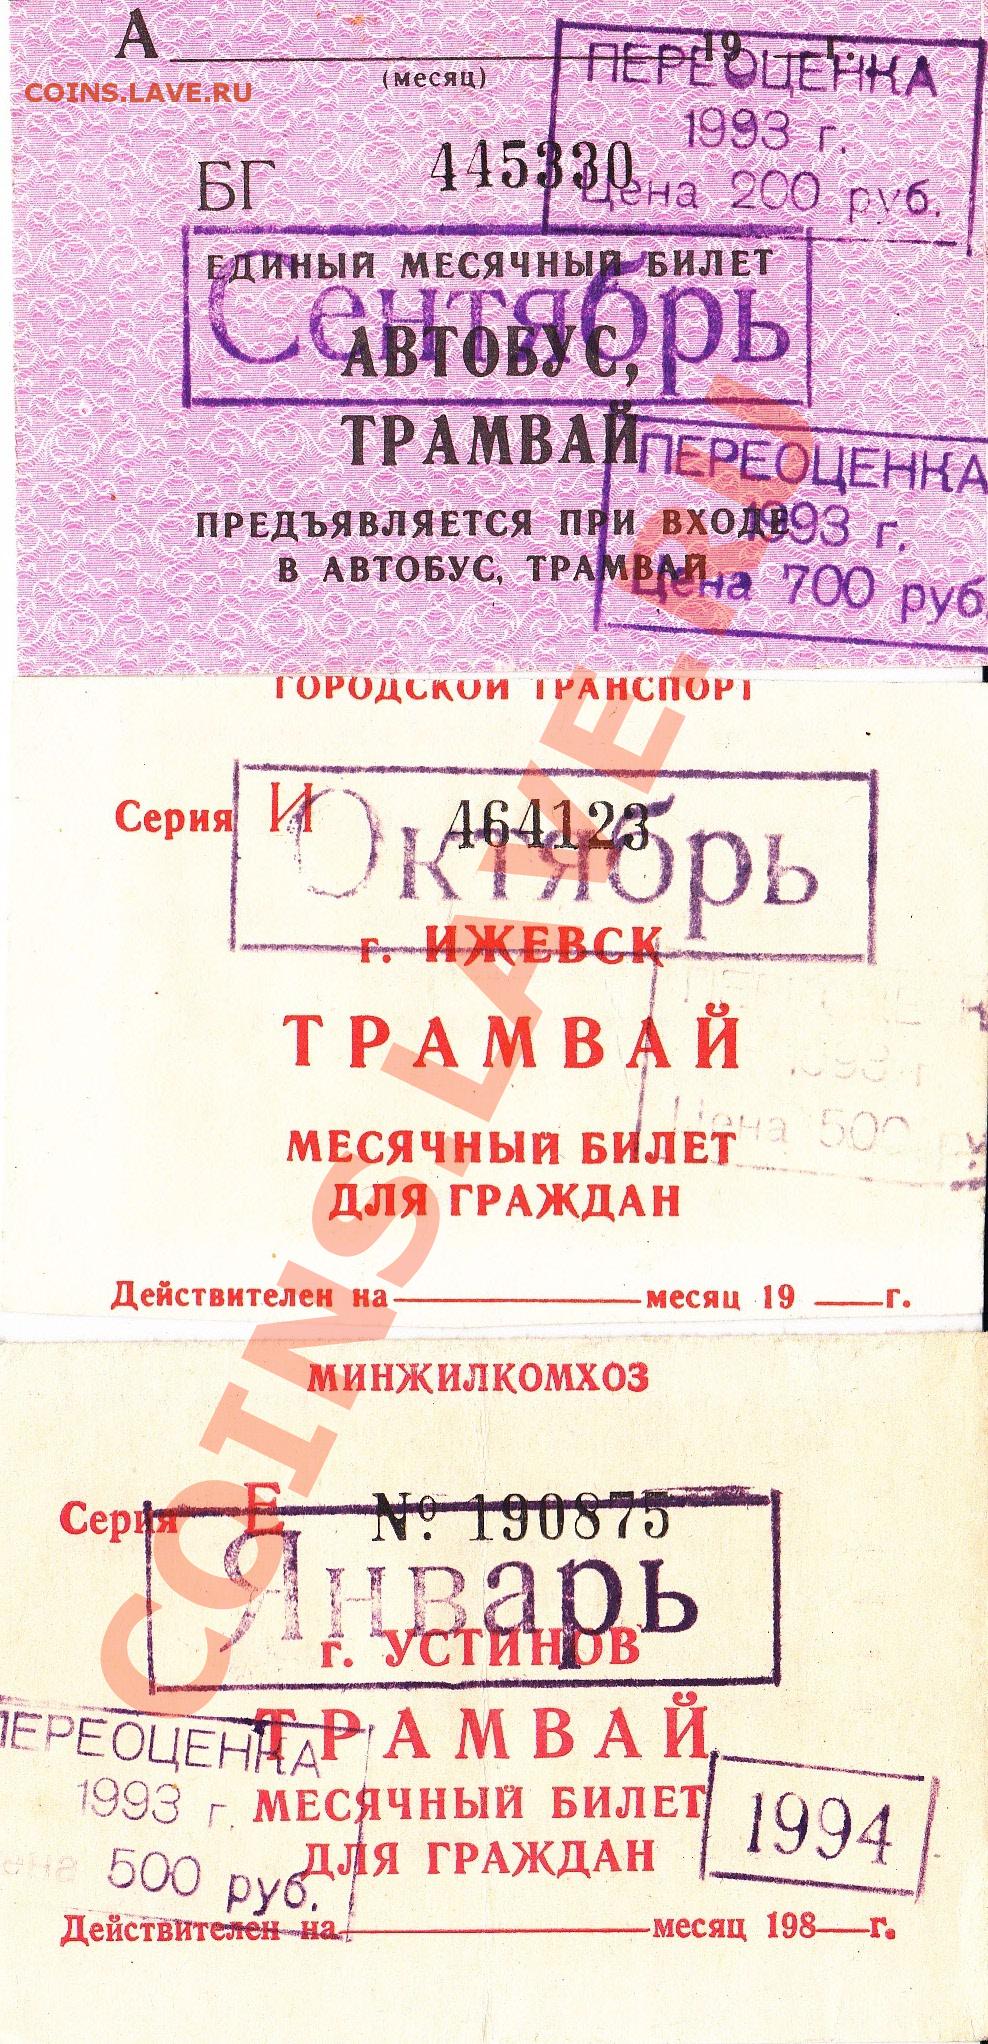 А 19 г.
(месяц)
COINS.LAVE.RU
ПЕРЕОЦЕНКА
1993 г.
Цена 200 руб.
БГ 445330
ЕДИНЫЙ МЕСЯЧНЫЙ БИЛЕТ
Сентябрь
АВТОБУС,
ТРАМВАЙ
ПЕРЕОЦЕНКА
1993 г.
Цена 700 руб.
ПРЕДЪЯВЛЯЕТСЯ ПРИ ВХОДЕ
В АВТОБУС, ТРАМВАЙ
ГОРОДСКОЙ ТРАНСПОРТ
Серия И 464123
Октябрь
г. ИЖЕВСК
ТРАМВАЙ
Цена 500
МЕСЯЧНЫЙ БИЛЕТ
ДЛЯ ГРАЖДАН
Действителен на месяц 19 г.
COINS.LAVE.RU
МИНЖИЛКОМХОЗ
Серия Е № 190875
Январь
г. УСТИНОВ
ТРАМВАЙ
ПЕРЕОЦЕНКА
1993 г.
500 руб.
МЕСЯЧНЫЙ БИЛЕТ
ДЛЯ ГРАЖДАН
1994
Действителен на месяц 198 г.